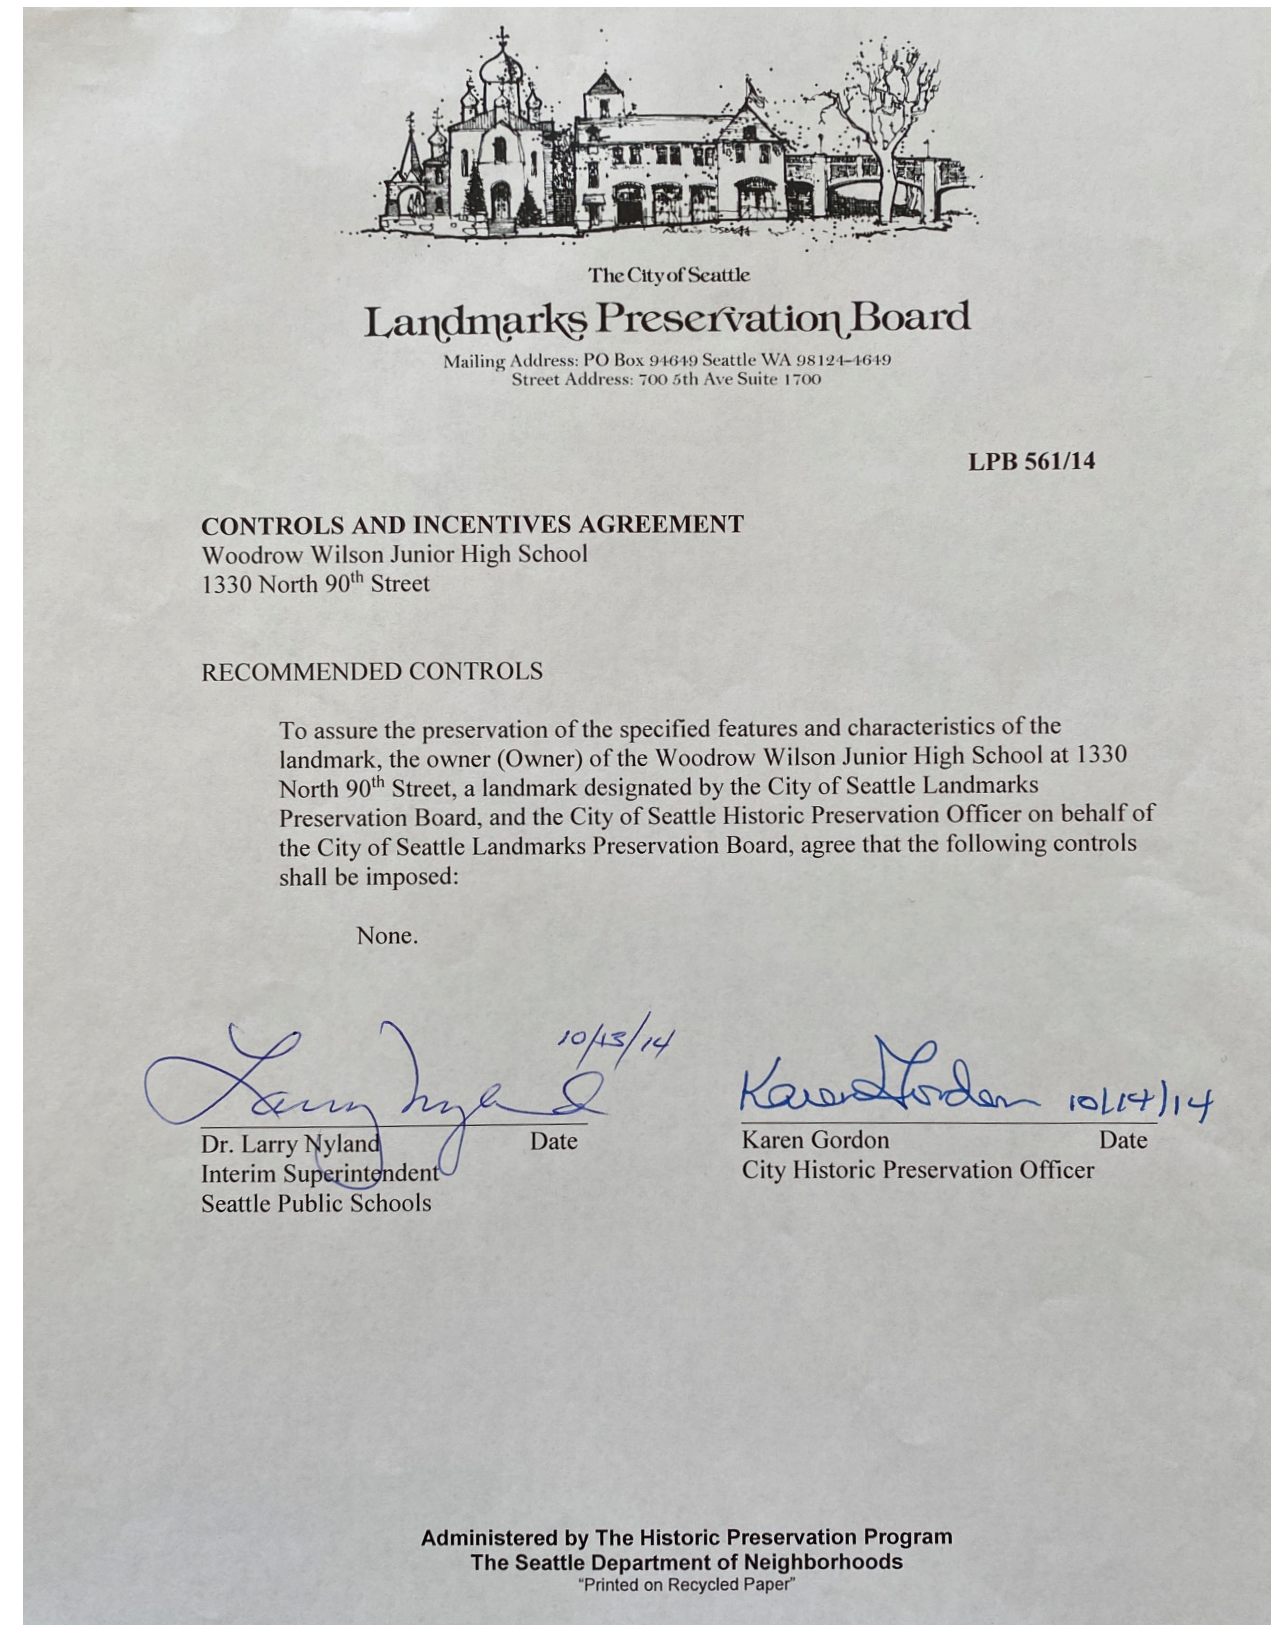 The City of Seattle
Landmarks Preservation Board
Mailing Address: PO Box 94649 Seattle WA 98124-4649
Street Address: 700 5th Ave Suite 1700
LPB 561/14
CONTROLS AND INCENTIVES AGREEMENT
Woodrow Wilson Junior High School
1330 North 90th Street
RECOMMENDED CONTROLS
To assure the preservation of the specified features and characteristics of the
landmark, the owner (Owner) of the Woodrow Wilson Junior High School at 1330
North 90th Street, a landmark designated by the City of Seattle Landmarks
Preservation Board, and the City of Seattle Historic Preservation Officer on behalf of
the City of Seattle Landmarks Preservation Board, agree that the following controls
shall be imposed:
None.
Larry Nyland 10/13/14
Karen Gordon 10/14/14
Dr. Larry Nyland Date
Interim Superintendent
Seattle Public Schools
Karen Gordon Date
City Historic Preservation Officer
Administered by The Historic Preservation Program
The Seattle Department of Neighborhoods
"Printed on Recycled Paper"